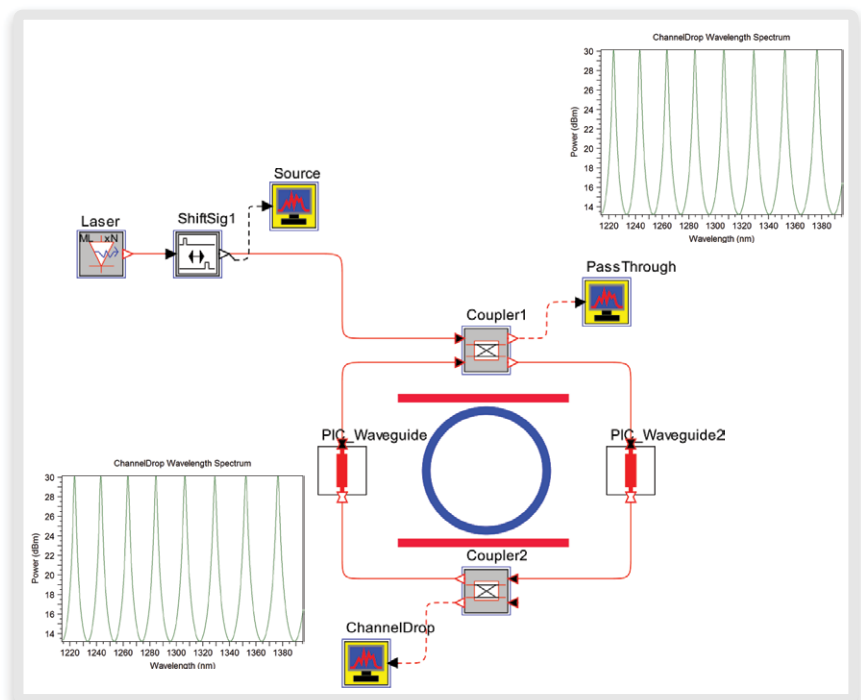 ChannelDrop Wavelength Spectrum
30
28
26
24
22
20
18
16
14
Power (dBm)
1220 1240 1260 1280 1300 1320 1340 1360 1380
Wavelength (nm)
Source
Laser
ShiftSig1
ML xN
PassThrough
Coupler1
PIC_Waveguide
PIC_Waveguide2
ChannelDrop Wavelength Spectrum
30
28
26
24
22
20
18
16
14
Power (dBm)
1220 1240 1260 1280 1300 1320 1340 1360 1380
Wavelength (nm)
Coupler2
ChannelDrop